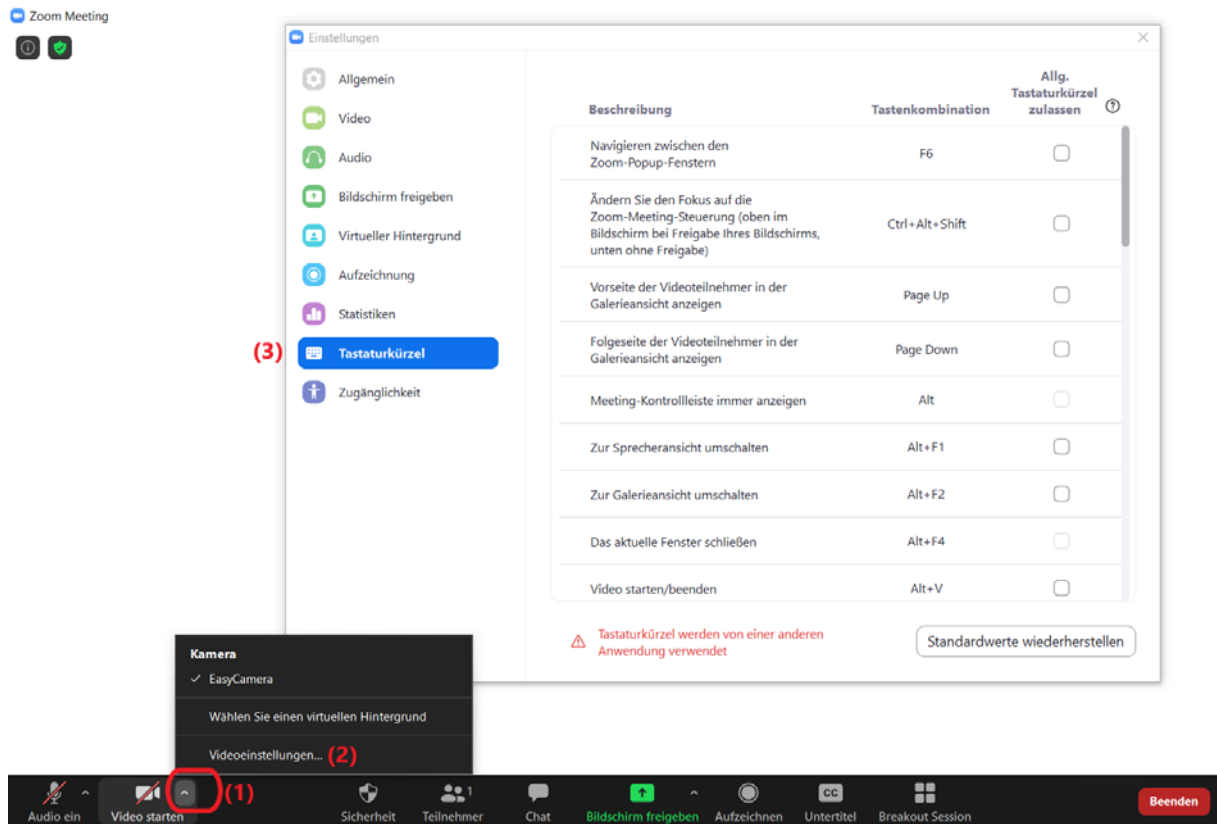 Zoom Meeting
Einstellungen
Allgemein
Video
Audio
Bildschirm freigeben
Virtueller Hintergrund
Aufzeichnung
Statistiken
(3)
Tastaturkürzel
Zugänglichkeit
Beschreibung
Tastenkombination
Allg.
Tastaturkürzel
zulassen
Navigieren zwischen den
Zoom-Popup-Fenstern
F6
Ändern Sie den Fokus auf die
Zoom-Meeting-Steuerung (oben im
Bildschirm bei Freigabe Ihres Bildschirms,
unten ohne Freigabe)
Ctrl+Alt+Shift
Vorseite der Videoteilnehmer in der
Galerieansicht anzeigen
Page Up
Folgeseite der Videoteilnehmer in der
Galerieansicht anzeigen
Page Down
Meeting-Kontrollleiste immer anzeigen
Alt
Zur Sprecheransicht umschalten
Alt+F1
Zur Galerieansicht umschalten
Alt+F2
Das aktuelle Fenster schließen
Alt+F4
Video starten/beenden
Alt+V
Tastaturkürzel werden von einer anderen
Anwendung verwendet
Standardwerte wiederherstellen
Kamera
✓ EasyCamera
Wählen Sie einen virtuellen Hintergrund
Videoeinstellungen... (2)
(1)
Audio ein
Video starten
Sicherheit
1
Teilnehmer
Chat
Bildschirm freigeben
Aufzeichnen
CC
Untertitel
Breakout Session
Beenden